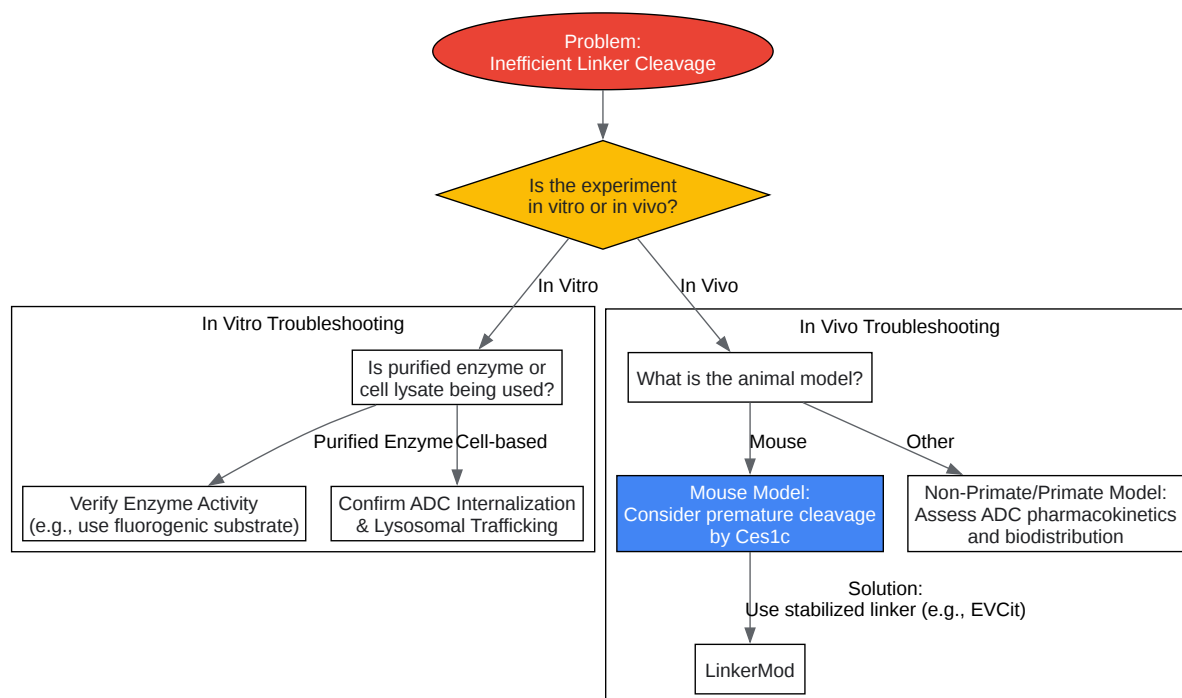 Problem:
Inefficient Linker Cleavage
Is the experiment
in vitro or in vivo?
In Vitro
In Vivo
In Vitro Troubleshooting
In Vivo Troubleshooting
Is purified enzyme or
cell lysate being used?
What is the animal model?
Purified Enzyme
Cell-based
Mouse
Other
Verify Enzyme Activity
(e.g., use fluorogenic substrate)
Confirm ADC Internalization
& Lysosomal Trafficking
Mouse Model:
Consider premature cleavage
by Ces1c
Non-Primate/Primate Model:
Assess ADC pharmacokinetics
and biodistribution
Solution:
Use stabilized linker (e.g., EVCit)
LinkerMod